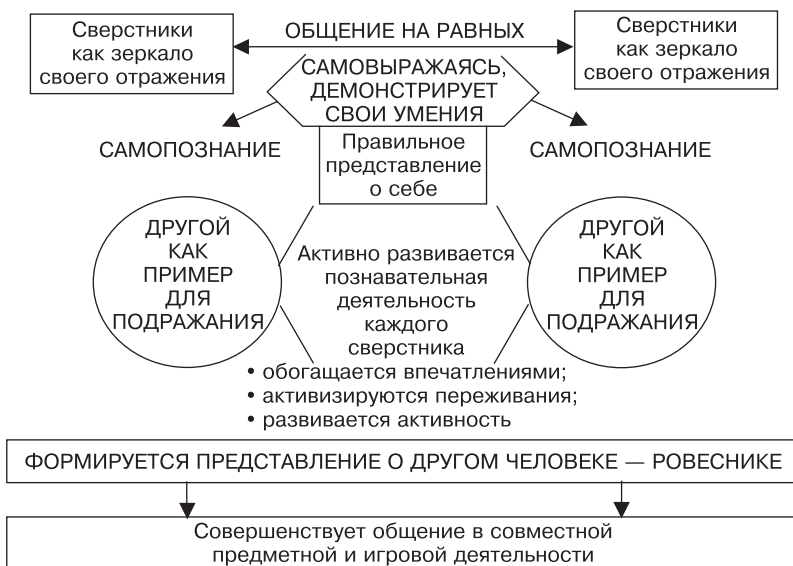 Сверстники
как зеркало
своего отражения
ОБЩЕНИЕ НА РАВНЫХ
Сверстники
как зеркало
своего отражения
САМОВЫРАЖАЯСЬ,
ДЕМОНСТРИРУЕТ
СВОИ УМЕНИЯ
САМОПОЗНАНИЕ
Правильное
представление
о себе
САМОПОЗНАНИЕ
ДРУГОЙ
КАК
ПРИМЕР
ДЛЯ
ПОДРАЖАНИЯ
Активно развивается
познавательная
деятельность
каждого
сверстника
• обогащается впечатлениями;
• активизируются переживания;
• развивается активность
ДРУГОЙ
КАК
ПРИМЕР
ДЛЯ
ПОДРАЖАНИЯ
ФОРМИРУЕТСЯ ПРЕДСТАВЛЕНИЕ О ДРУГОМ ЧЕЛОВЕКЕ — РОВЕСНИКЕ
Совершенствует общение в совместной
предметной и игровой деятельности